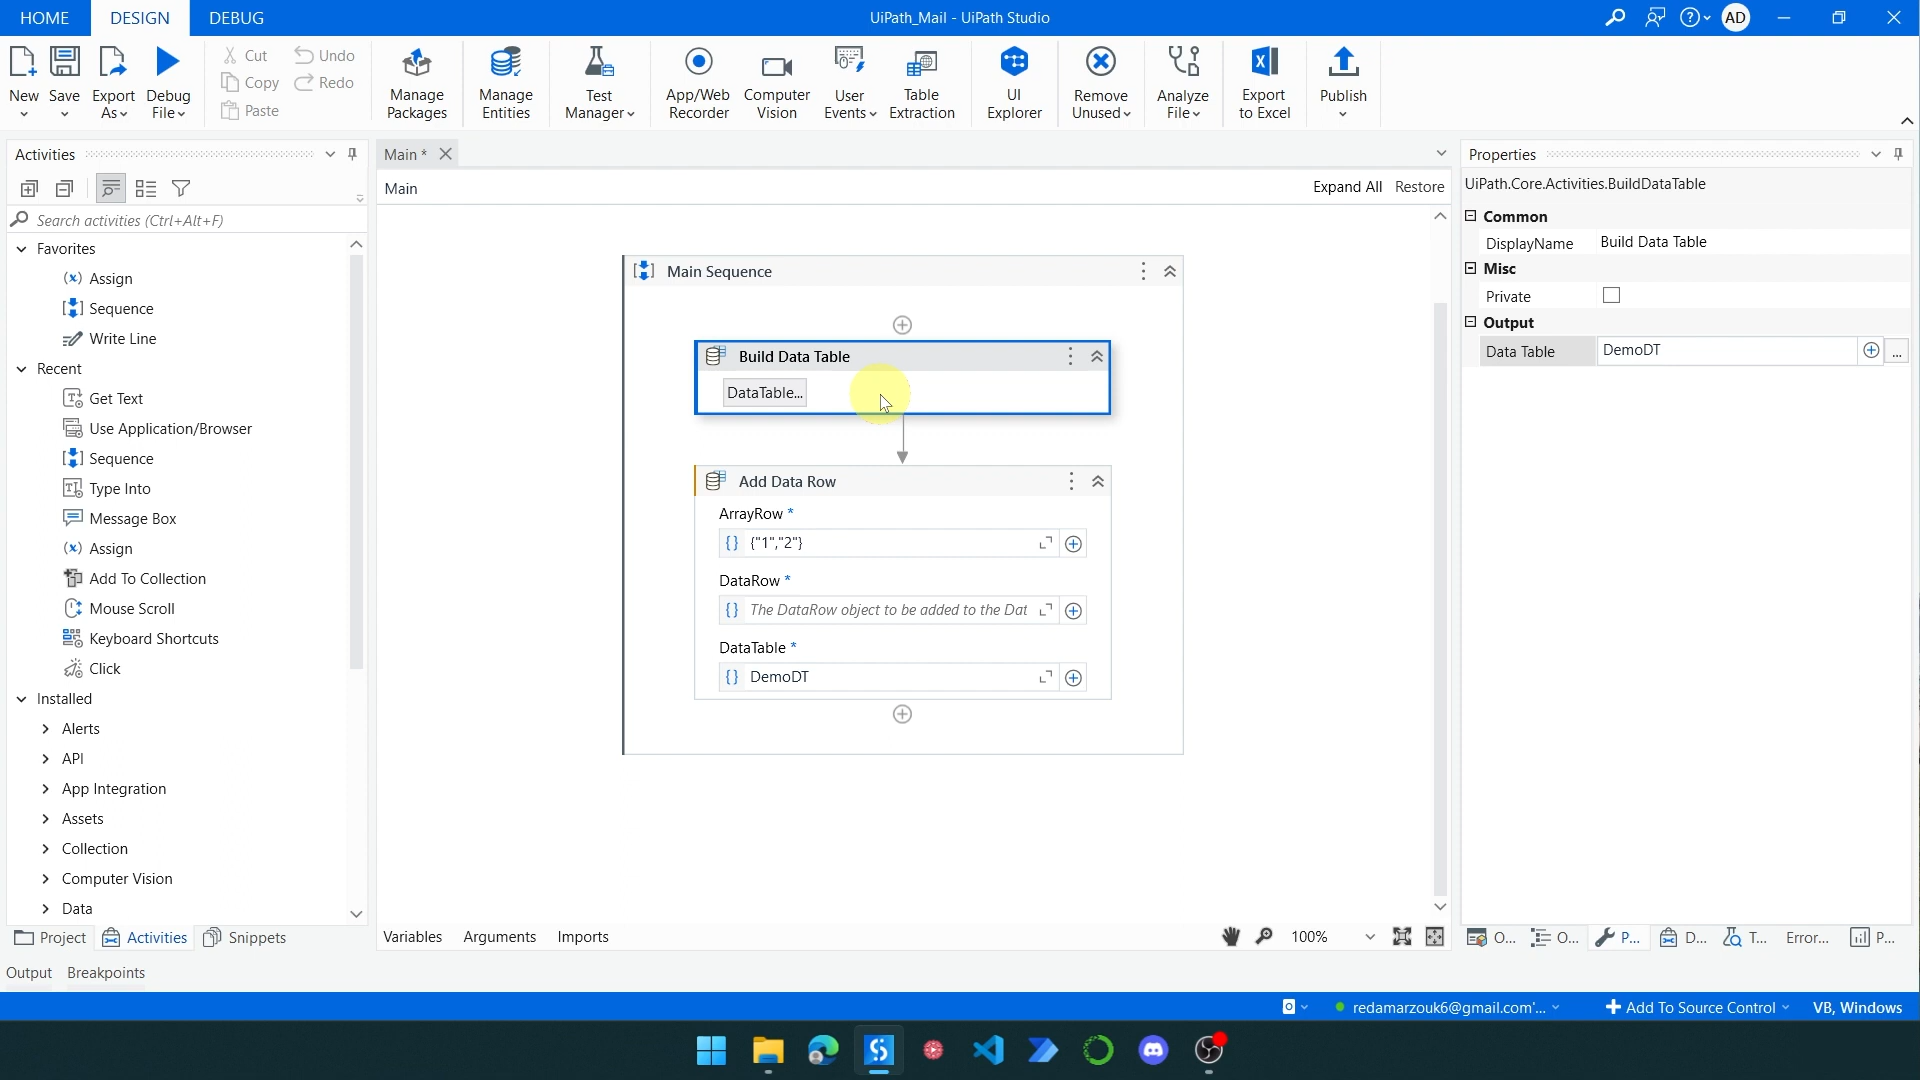 HOME DESIGN DEBUG UiPath_Mail - UiPath Studio AD
New Save Export As Debug File
Cut Undo
Copy Redo
Paste
Manage Packages
Manage Entities
Test Manager
App/Web Recorder
Computer Vision
User Events
Table Extraction
UI Explorer
Remove Unused
Analyze File
Export to Excel
Publish
Activities
Search activities (Ctrl+Alt+F)
Favorites
Assign
Sequence
Write Line
Recent
Get Text
Use Application/Browser
Sequence
Type Into
Message Box
Assign
Add To Collection
Mouse Scroll
Keyboard Shortcuts
Click
Installed
Alerts
API
App Integration
Assets
Collection
Computer Vision
Data
Project Activities Snippets
Main *
Main Expand All Restore
Main Sequence
Build Data Table
DataTable...
Add Data Row
ArrayRow *
{} {"1","2"}
DataRow *
{} The DataRow object to be added to the Dat
DataTable *
{} DemoDT
Variables Arguments Imports 100%
Properties
UiPath.Core.Activities.BuildDataTable
Common
DisplayName Build Data Table
Misc
Private
Output
Data Table DemoDT ...
O... O... P... D... T... Error... P...
Output Breakpoints
redamarzouk6@gmail.com'... Add To Source Control VB, Windows